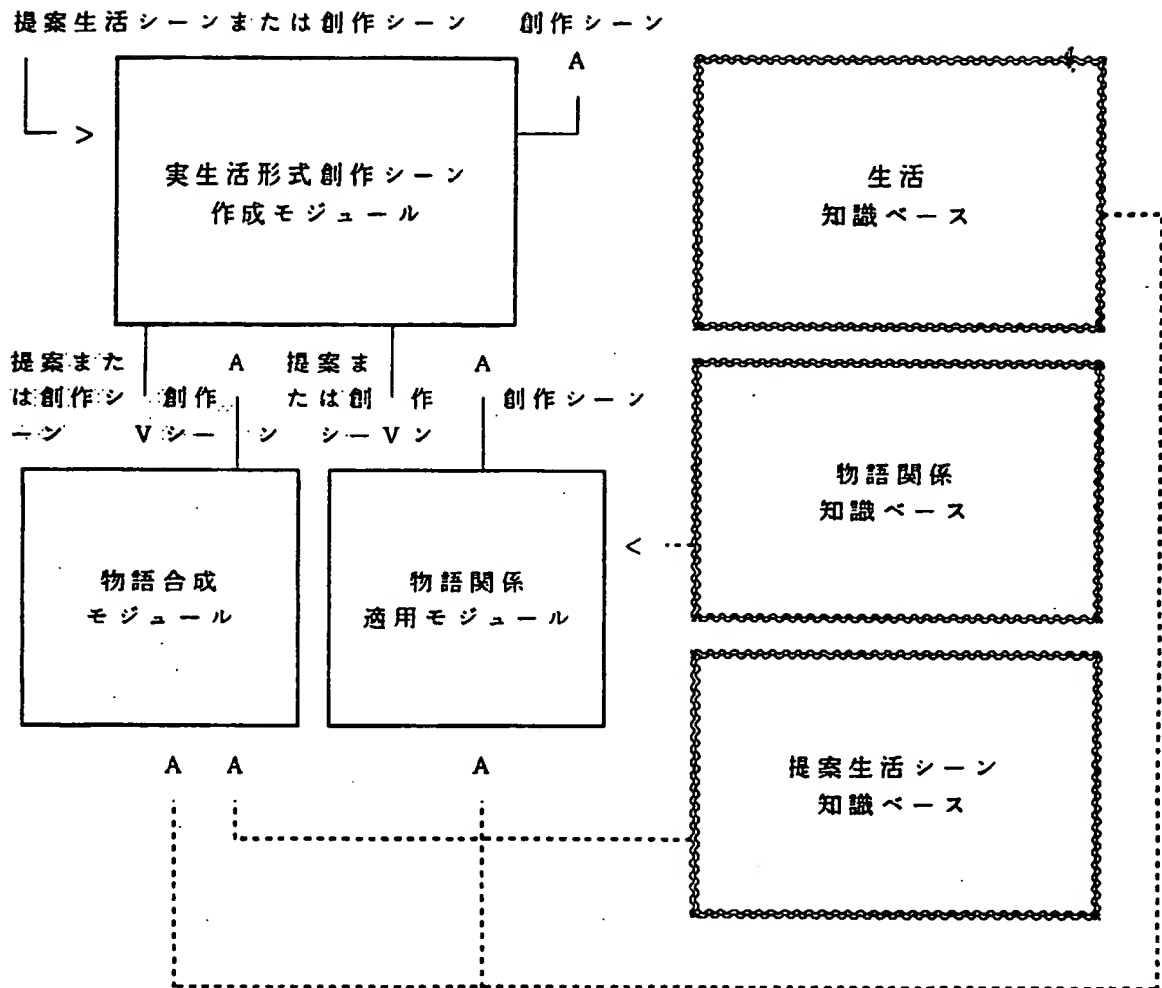 提案生活シーンまたは創作シーン 創作シーン
A
>
実生活形式創作シーン
作成モジュール
生活
知識ベース
提案また A 提案ま A
は創作シ 創作 たは創 作 創作シーン
ーン Vシー ン シーVン
物語関係
知識ベース
<
物語合成
モジュール
物語関係
適用モジュール
提案生活シーン
知識ベース
A A A